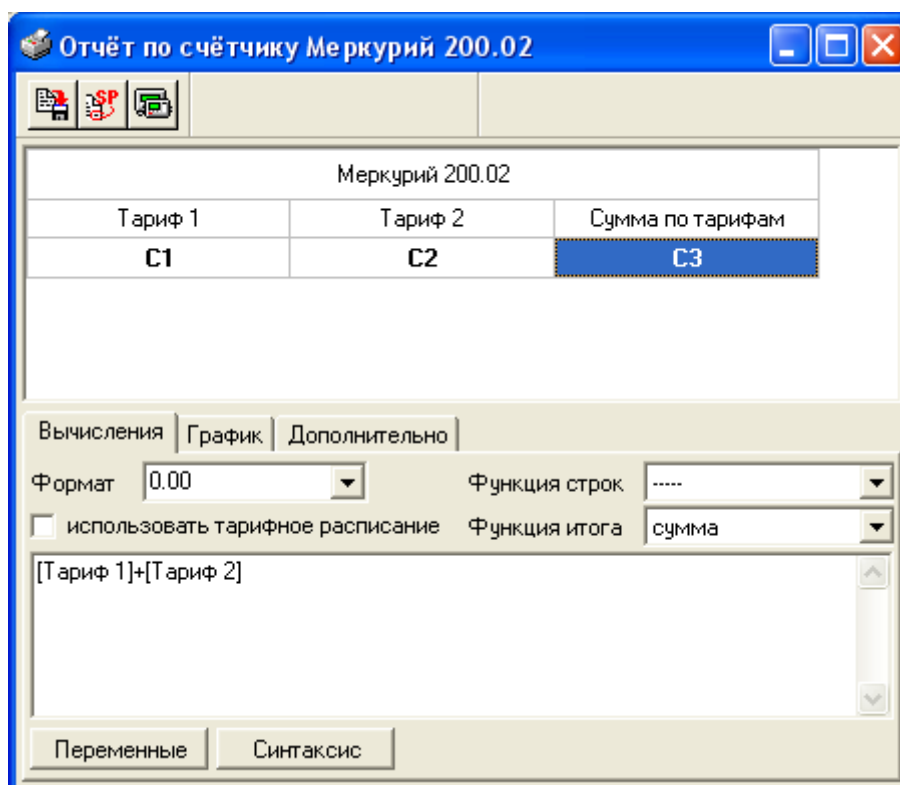 Отчёт по счётчику Меркурий 200.02
SP
Меркурий 200.02
Тариф 1 Тариф 2 Сумма по тарифам
C1 C2 C3
Вычисления График Дополнительно
Формат 0.00 Функция строк -----
использовать тарифное расписание Функция итога сумма
[Тариф 1]+[Тариф 2]
Переменные Синтаксис